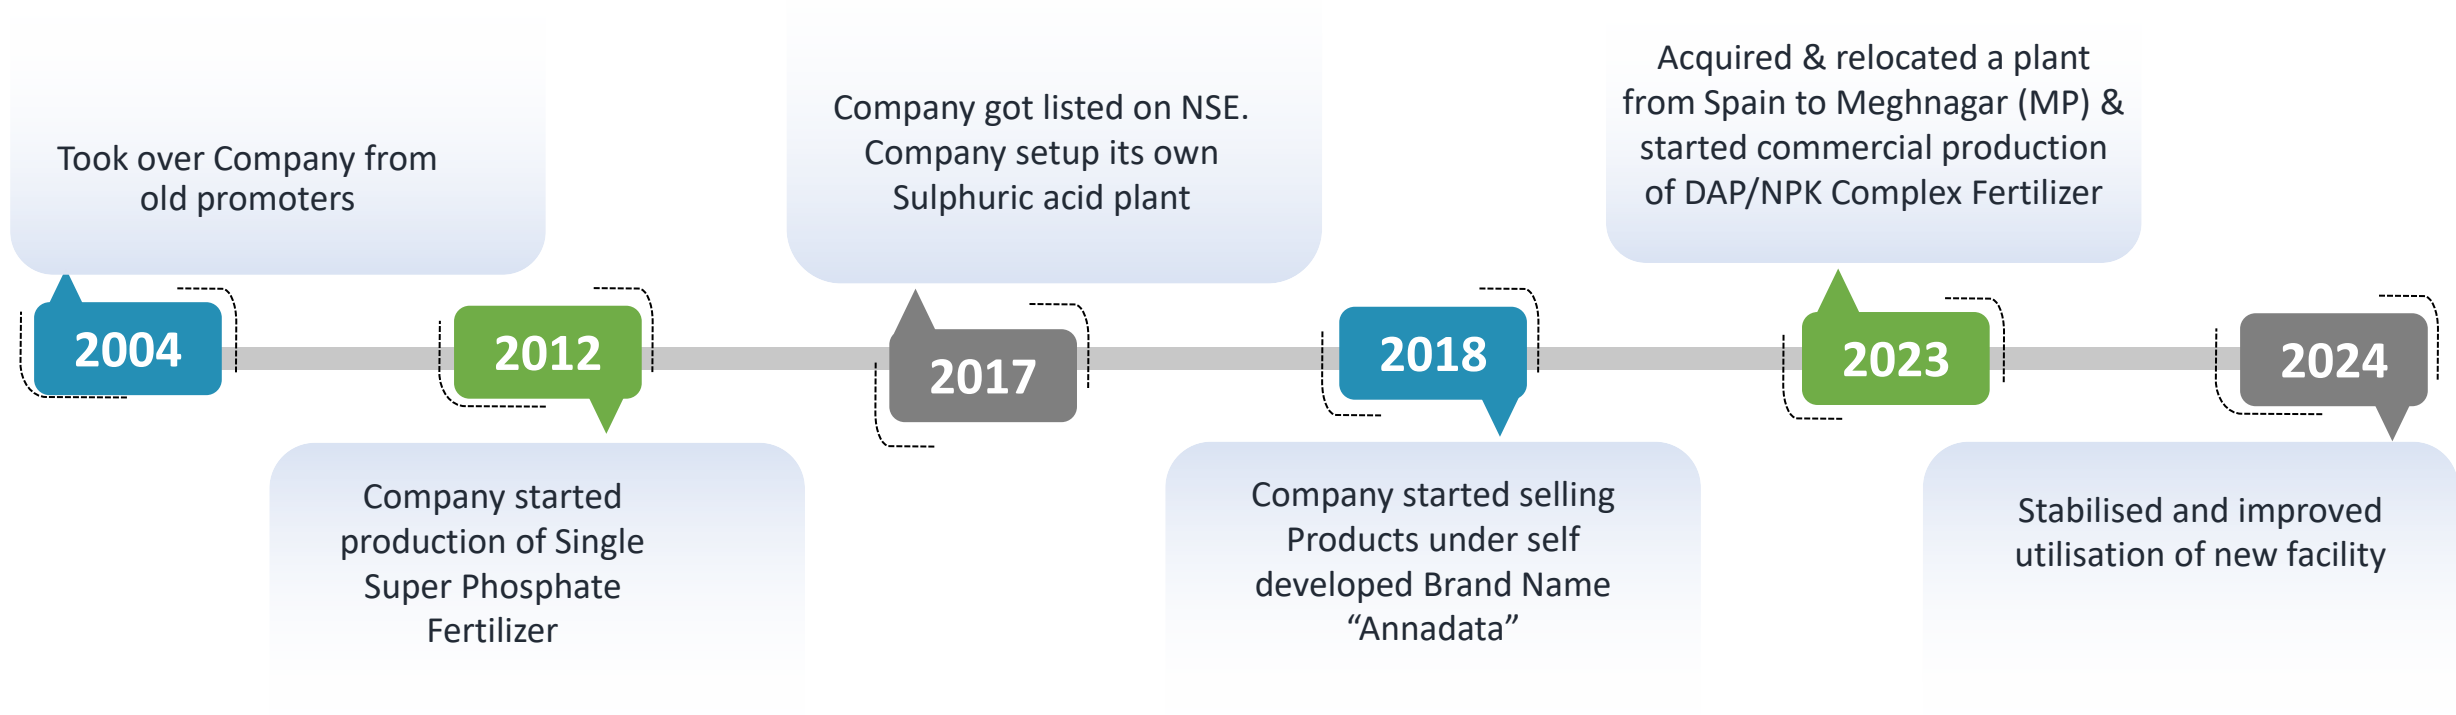 2004
Took over Company from
old promoters
2012
Company started
production of Single
Super Phosphate
Fertilizer
2017
Company got listed on NSE.
Company setup its own
Sulphuric acid plant
2018
Company started selling
Products under self
developed Brand Name
“Annadata”
2023
Acquired & relocated a plant
from Spain to Meghnagar (MP) &
started commercial production
of DAP/NPK Complex Fertilizer
2024
Stabilised and improved
utilisation of new facility